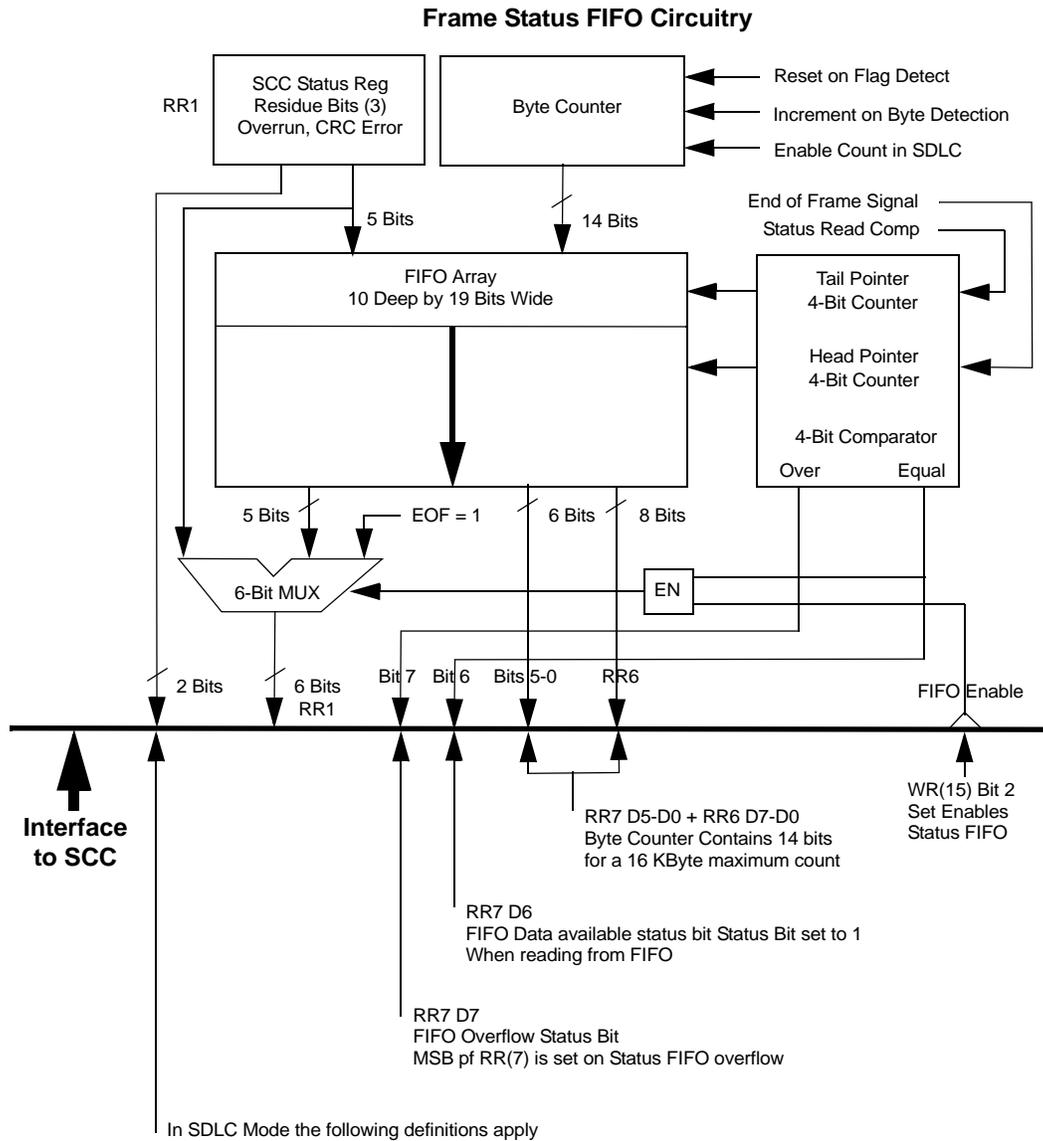 Frame Status FIFO Circuitry
RR1
SCC Status Reg
Residue Bits (3)
Overrun, CRC Error
Byte Counter
Reset on Flag Detect
Increment on Byte Detection
Enable Count in SDLC
End of Frame Signal
Status Read Comp
5 Bits
14 Bits
FIFO Array
10 Deep by 19 Bits Wide
Tail Pointer
4-Bit Counter
Head Pointer
4-Bit Counter
4-Bit Comparator
Over
Equal
5 Bits
EOF = 1
6 Bits
8 Bits
6-Bit MUX
EN
2 Bits
6 Bits
RR1
Bit 7
Bit 6
Bits 5-0
RR6
FIFO Enable
Interface
to SCC
WR(15) Bit 2
Set Enables
Status FIFO
RR7 D5-D0 + RR6 D7-D0
Byte Counter Contains 14 bits
for a 16 KByte maximum count
RR7 D6
FIFO Data available status bit Status Bit set to 1
When reading from FIFO
RR7 D7
FIFO Overflow Status Bit
MSB pf RR(7) is set on Status FIFO overflow
In SDLC Mode the following definitions apply